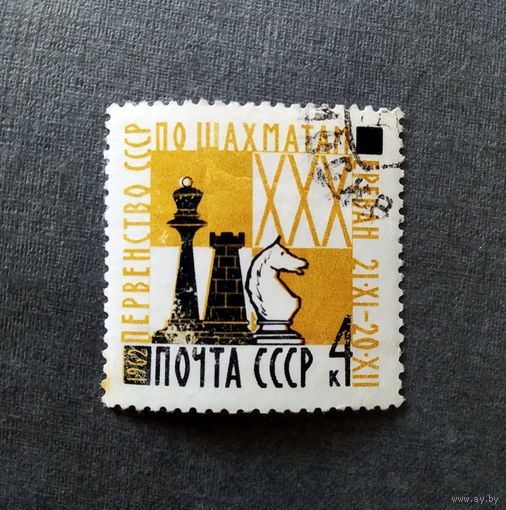 ПЕРВЕНСТВО СССР
ПО ШАХМАТАМ
ЕРЕВАН 21·XI–20·XII
XXX
1962
ПОЧТА СССР
4
к
www.ay.by